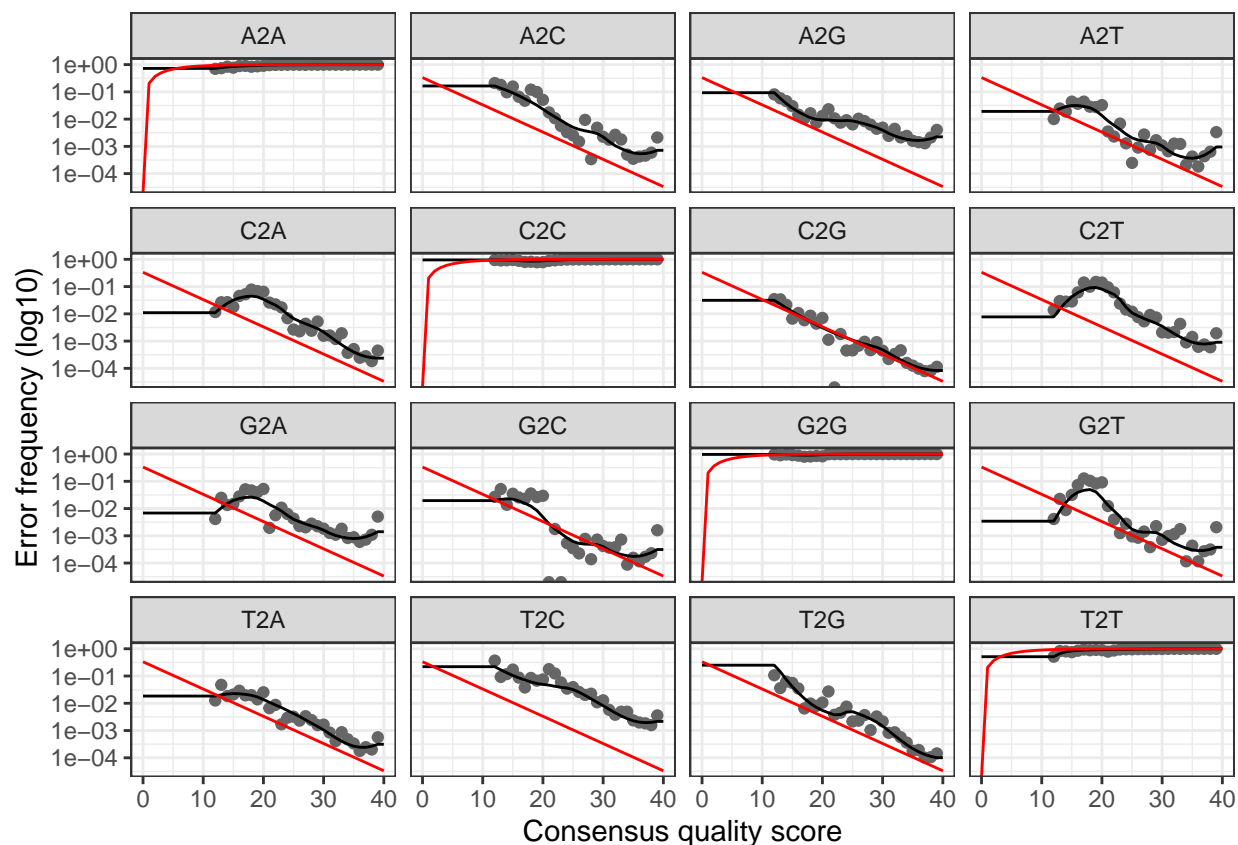 A2A A2C A2G A2T
1e+00
1e−01
1e−02
1e−03
1e−04
C2A C2C C2G C2T
1e+00
1e−01
1e−02
1e−03
1e−04
G2A G2C G2G G2T
1e+00
1e−01
1e−02
1e−03
1e−04
T2A T2C T2G T2T
1e+00
1e−01
1e−02
1e−03
1e−04
0 10 20 30 40 0 10 20 30 40 0 10 20 30 40 0 10 20 30 40
Consensus quality score
Error frequency (log10)